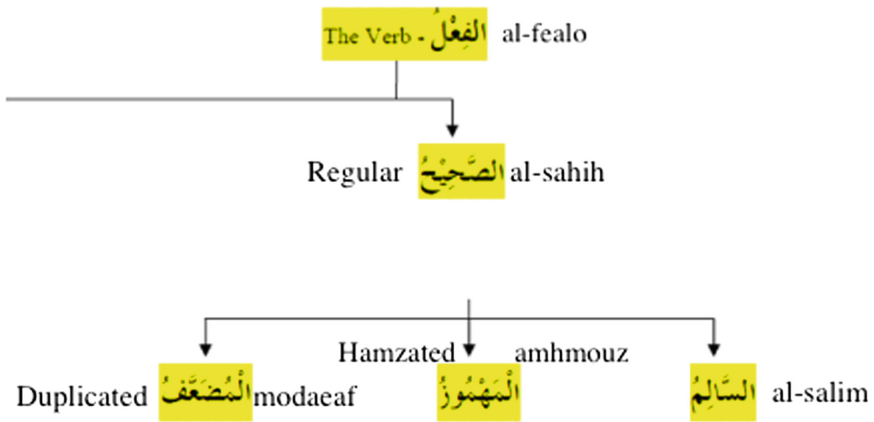 The Verb - الفِعْلُ al-fealo
Regular الصَّحِيْحُ al-sahih
Hamzated amhmouz
Duplicated الْمُضَعَّفُ modaeaf الْمَهْمُوزُ السَّالِمُ al-salim